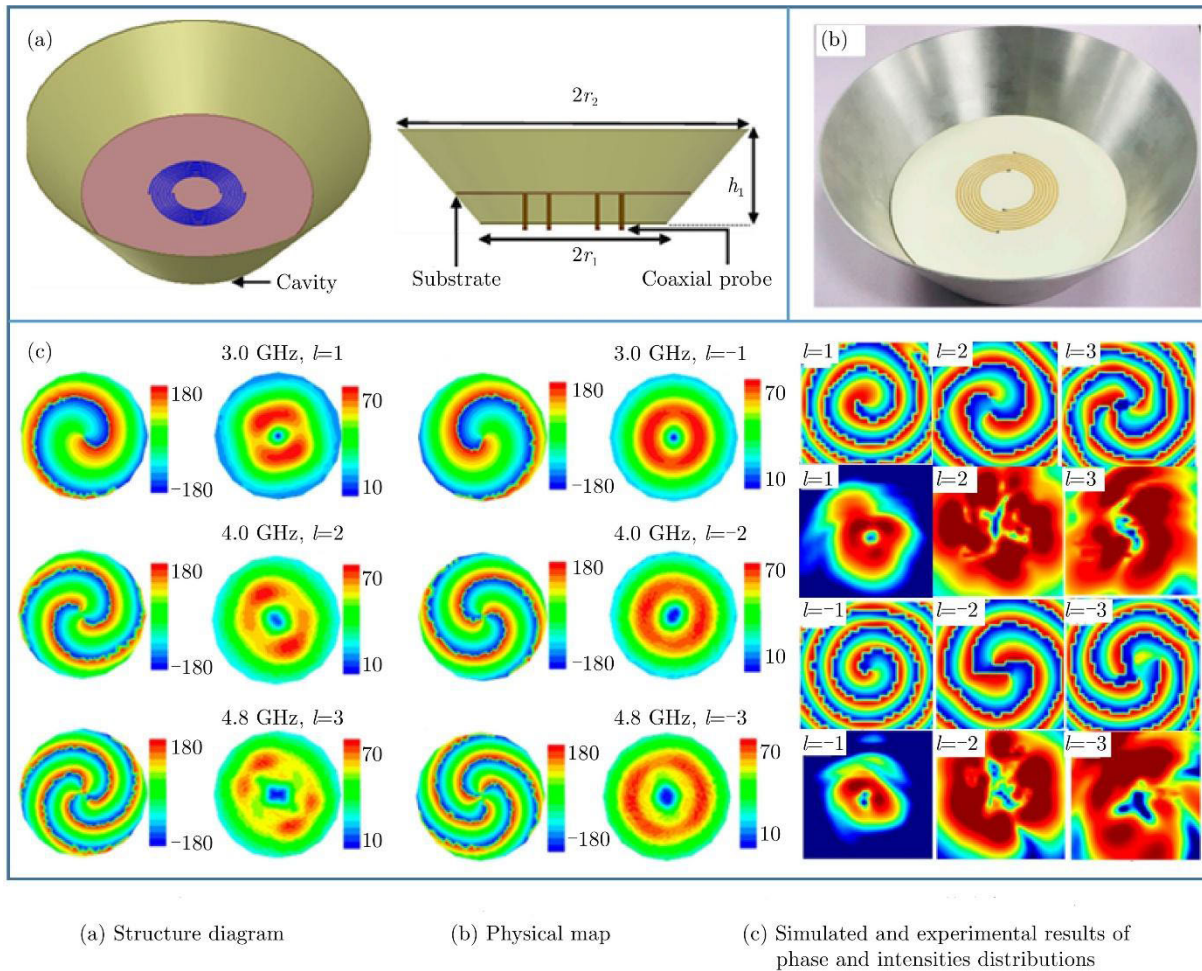 (a)
2r₂
h₁
2r₁
Substrate
Coaxial probe
Cavity
(b)
(c)
3.0 GHz, l=1
180
−180
70
10
3.0 GHz, l=−1
180
−180
70
10
4.0 GHz, l=2
180
−180
70
10
4.0 GHz, l=−2
180
−180
70
10
4.8 GHz, l=3
180
−180
70
10
4.8 GHz, l=−3
180
−180
70
10
l=1
l=2
l=3
l=1
l=2
l=3
l=−1
l=−2
l=−3
l=−1
l=−2
l=−3
(a) Structure diagram
(b) Physical map
(c) Simulated and experimental results of
phase and intensities distributions